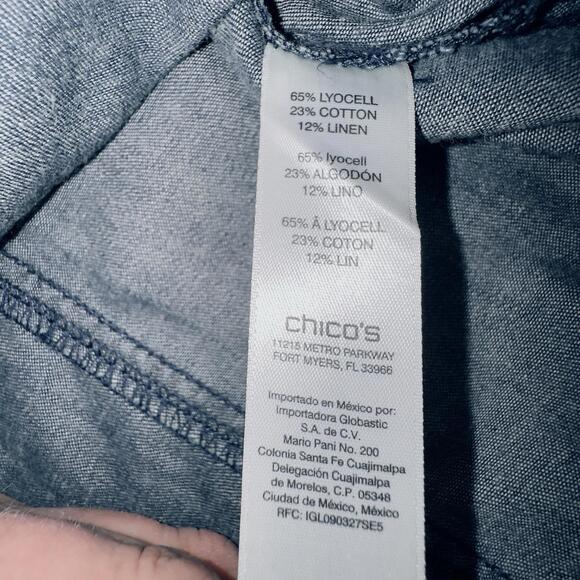 65% LYOCELL
23% COTTON
12% LINEN
65% lyocell
23% ALGODÓN
12% LINO
65% Â LYOCELL
23% COTON
12% LIN
chico's
11215 METRO PARKWAY
FORT MYERS, FL 33966
Importado en México por:
Importadora Globastic
S.A. de C.V.
Mario Pani No. 200
Colonia Santa Fe Cuajimalpa
Delegación Cuajimalpa
de Morelos, C.P. 05348
Ciudad de México, México
RFC: IGL090327SE5